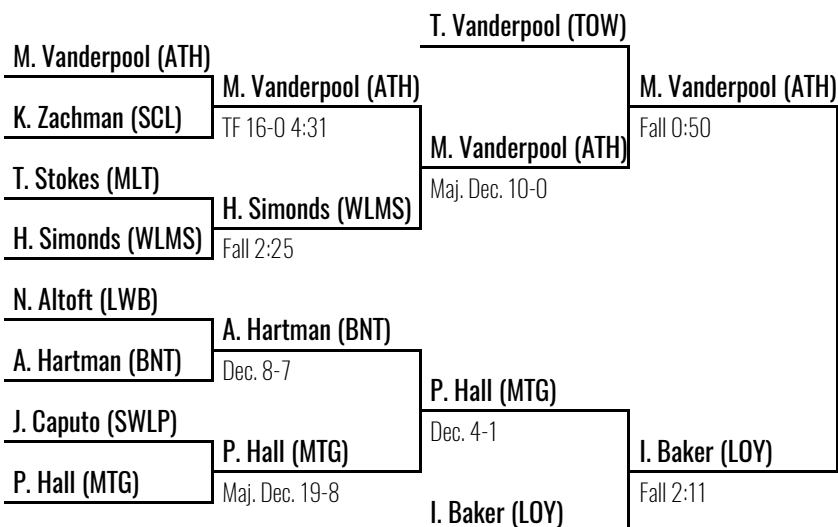 M. Vanderpool (ATH)
K. Zachman (SCL)
T. Stokes (MLT)
H. Simonds (WLMS)
N. Altoft (LWB)
A. Hartman (BNT)
J. Caputo (SWLP)
P. Hall (MTG)
M. Vanderpool (ATH)
TF 16-0 4:31
H. Simonds (WLMS)
Fall 2:25
A. Hartman (BNT)
Dec. 8-7
P. Hall (MTG)
Maj. Dec. 19-8
T. Vanderpool (TOW)
M. Vanderpool (ATH)
Maj. Dec. 10-0
P. Hall (MTG)
Dec. 4-1
I. Baker (LOY)
M. Vanderpool (ATH)
Fall 0:50
I. Baker (LOY)
Fall 2:11